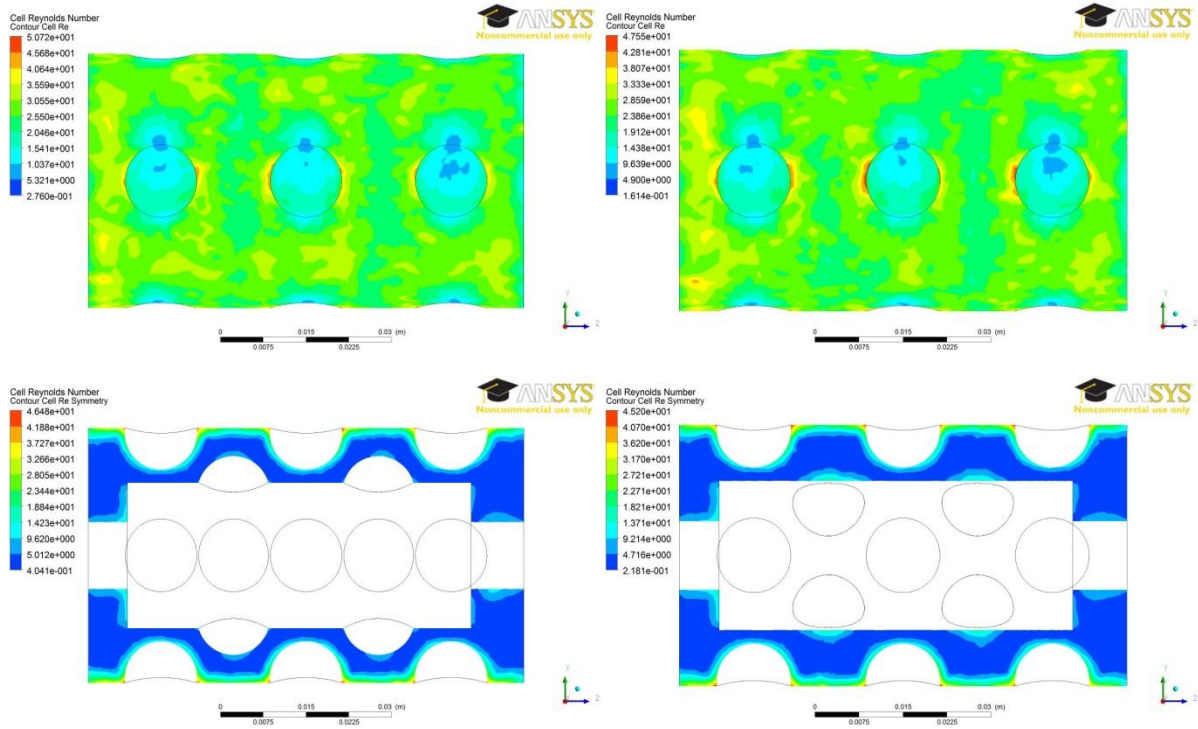 Cell Reynolds Number
Contour Cell Re
5.072e+001
4.568e+001
4.064e+001
3.559e+001
3.055e+001
2.550e+001
2.046e+001
1.541e+001
1.037e+001
5.321e+000
2.760e-001
ANSYS
Noncommercial use only
0 0.015 0.03 (m)
0.0075 0.0225
Y
Z
Cell Reynolds Number
Contour Cell Re
4.755e+001
4.281e+001
3.807e+001
3.333e+001
2.859e+001
2.386e+001
1.912e+001
1.438e+001
9.639e+000
4.900e+000
1.614e-001
ANSYS
Noncommercial use only
0 0.015 0.03 (m)
0.0075 0.0225
Y
Z
Cell Reynolds Number
Contour Cell Re Symmetry
4.648e+001
4.188e+001
3.727e+001
3.266e+001
2.805e+001
2.344e+001
1.884e+001
1.423e+001
9.620e+000
5.012e+000
4.041e-001
ANSYS
Noncommercial use only
0 0.015 0.03 (m)
0.0075 0.0225
Y
Z
Cell Reynolds Number
Contour Cell Re Symmetry
4.520e+001
4.070e+001
3.620e+001
3.170e+001
2.721e+001
2.271e+001
1.821e+001
1.371e+001
9.214e+000
4.716e+000
2.181e-001
ANSYS
Noncommercial use only
0 0.015 0.03 (m)
0.0075 0.0225
Y
Z